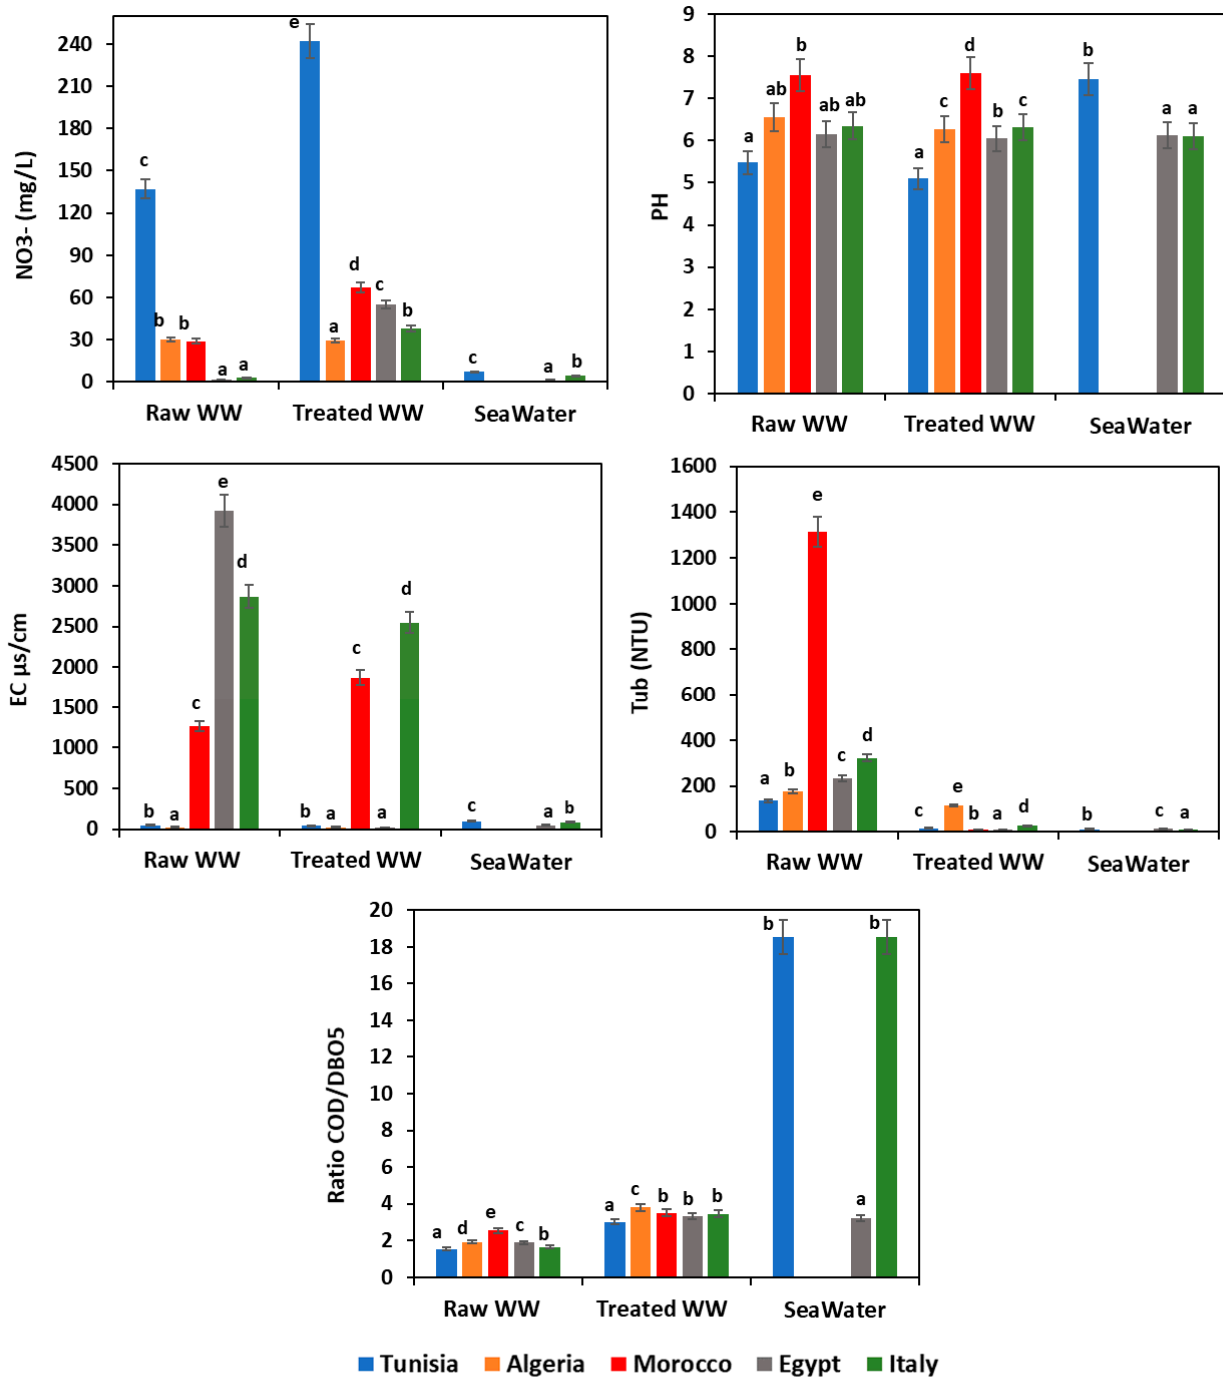 NO3- (mg/L)
240
210
180
150
120
90
60
30
0
c
b
b
a
a
e
a
d
c
b
c
a
b
Raw WW
Treated WW
SeaWater
PH
9
8
7
6
5
4
3
2
1
0
a
ab
b
ab
ab
a
c
d
b
c
b
a
a
Raw WW
Treated WW
SeaWater
EC µs/cm
4500
4000
3500
3000
2500
2000
1500
1000
500
0
b
a
c
e
d
b
a
c
a
d
c
a
b
Raw WW
Treated WW
SeaWater
Tub (NTU)
1600
1400
1200
1000
800
600
400
200
0
a
b
e
c
d
c
e
b
a
d
b
c
a
Raw WW
Treated WW
SeaWater
Ratio COD/DBO5
20
18
16
14
12
10
8
6
4
2
0
a
d
e
c
b
a
c
b
b
b
b
a
b
Raw WW
Treated WW
SeaWater
Tunisia Algeria Morocco Egypt Italy